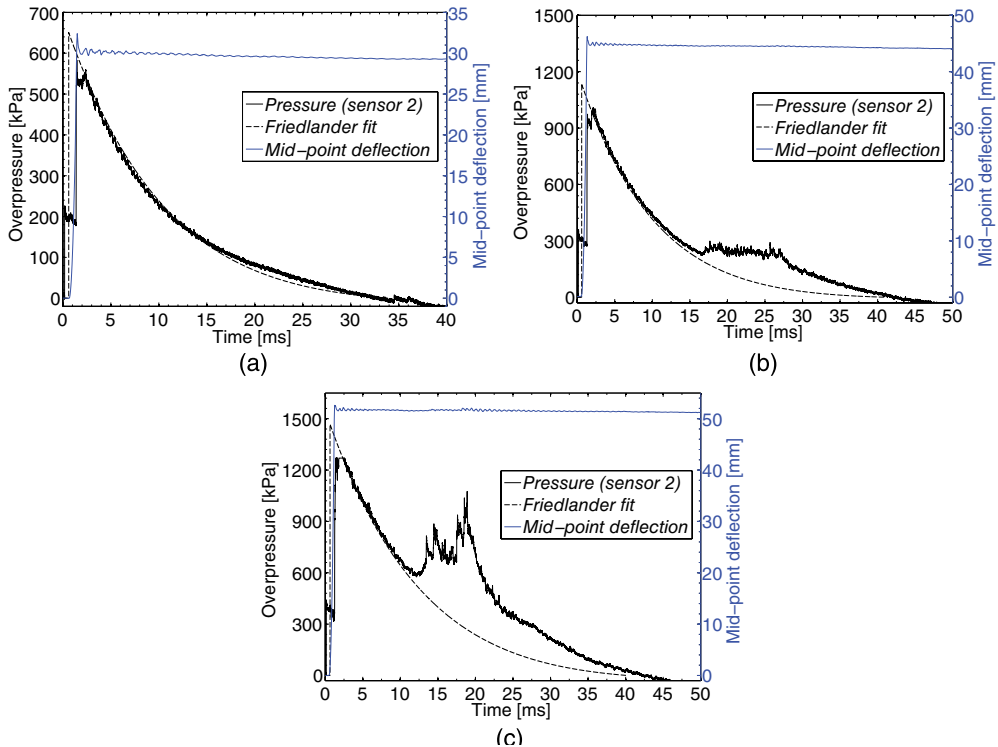 700
600
500
400
300
200
100
0
Overpressure [kPa]
Pressure (sensor 2)
Friedlander fit
Mid−point deflection
35
30
25
20
15
10
5
0
Mid−point deflection [mm]
0 5 10 15 20 25 30 35 40
Time [ms]
(a)
1500
1200
900
600
300
0
Overpressure [kPa]
Pressure (sensor 2)
Friedlander fit
Mid−point deflection
50
40
30
20
10
0
Mid−point deflection [mm]
0 5 10 15 20 25 30 35 40 45 50
Time [ms]
(b)
1500
1200
900
600
300
0
Overpressure [kPa]
Pressure (sensor 2)
Friedlander fit
Mid−point deflection
50
40
30
20
10
0
Mid−point deflection [mm]
0 5 10 15 20 25 30 35 40 45 50
Time [ms]
(c)